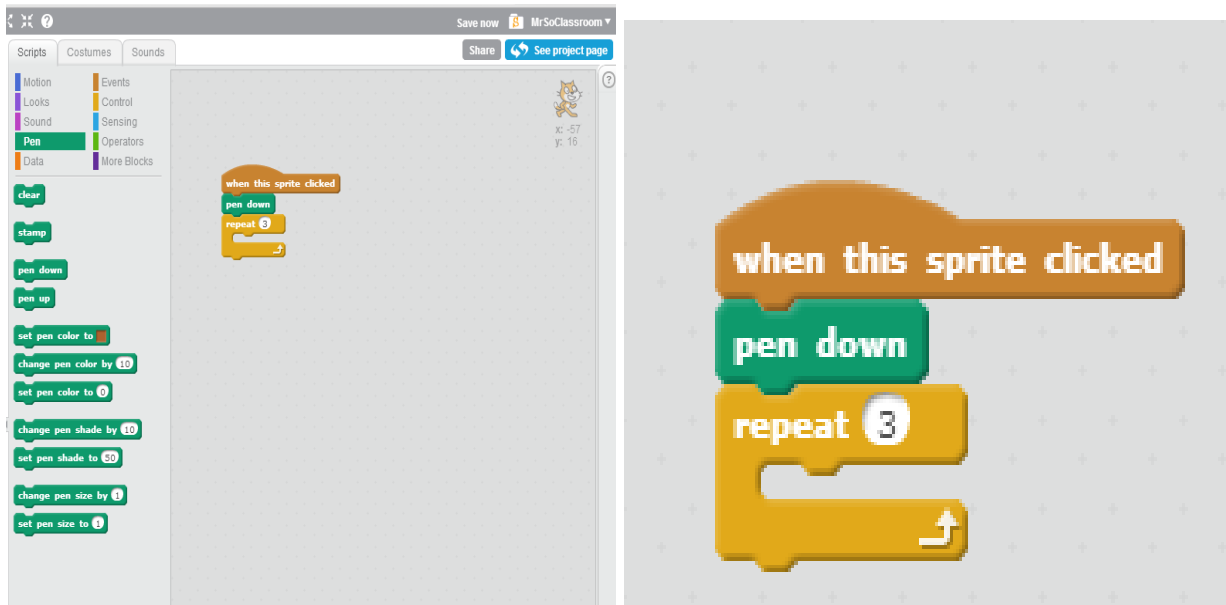 ?
Save now
MrSoClassroom ▾
Scripts
Costumes
Sounds
Share
See project page
Motion
Events
Looks
Control
Sound
Sensing
Pen
Operators
Data
More Blocks
?
x: -57
y: 16
clear
stamp
pen down
pen up
set pen color to
change pen color by 10
set pen color to 0
change pen shade by 10
set pen shade to 50
change pen size by 1
set pen size to 1
when this sprite clicked
pen down
repeat 3
when this sprite clicked
pen down
repeat 3